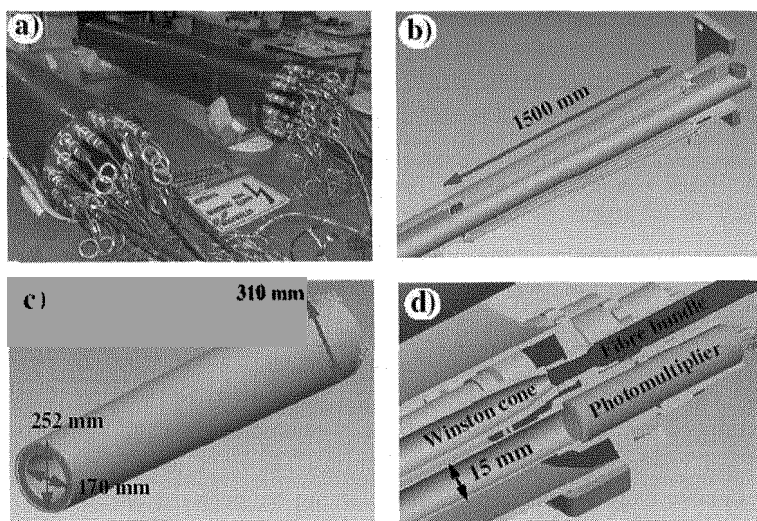 a)
b)
1500 mm
c)
310 mm
252 mm
170 mm
d)
Fibre bundle
Winston cone
Photomultiplier
15 mm